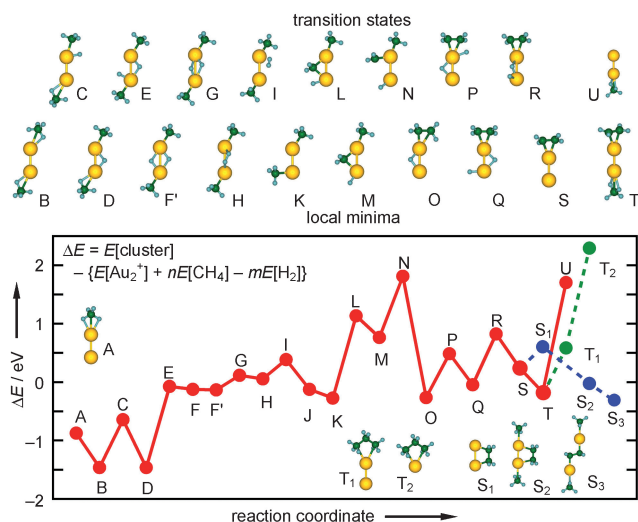 transition states
C E G I L N P R U
B D F' H K M O Q S T
local minima
ΔE = E[cluster]
– {E[Au₂⁺] + nE[CH₄] – mE[H₂]}
ΔE / eV
2
1
0
−1
−2
A
A B C D E F F' G H I J K L M N O P Q R S T U
S₁ S₂ S₃ T₁ T₂
T₁ T₂ S₁ S₂ S₃
reaction coordinate